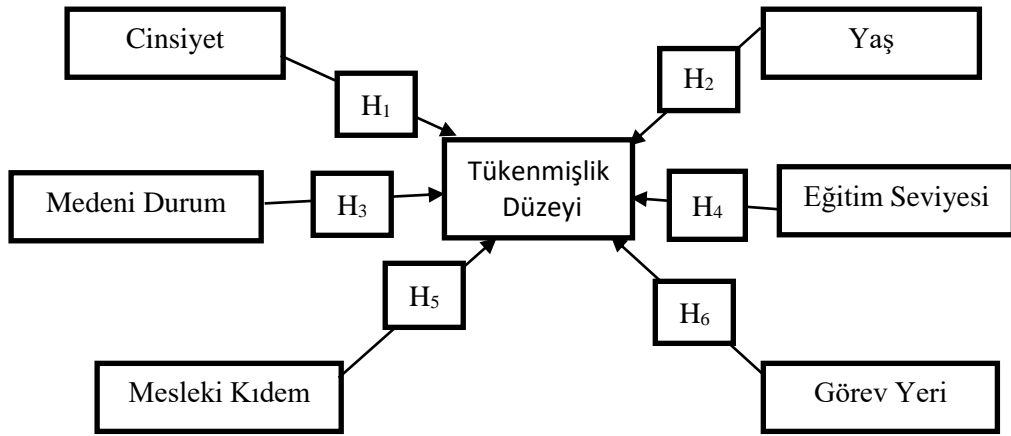 Cinsiyet
Yaş
H₁
H₂
Tükenmişlik
Düzeyi
Medeni Durum
H₃
H₄
Eğitim Seviyesi
H₅
H₆
Mesleki Kıdem
Görev Yeri